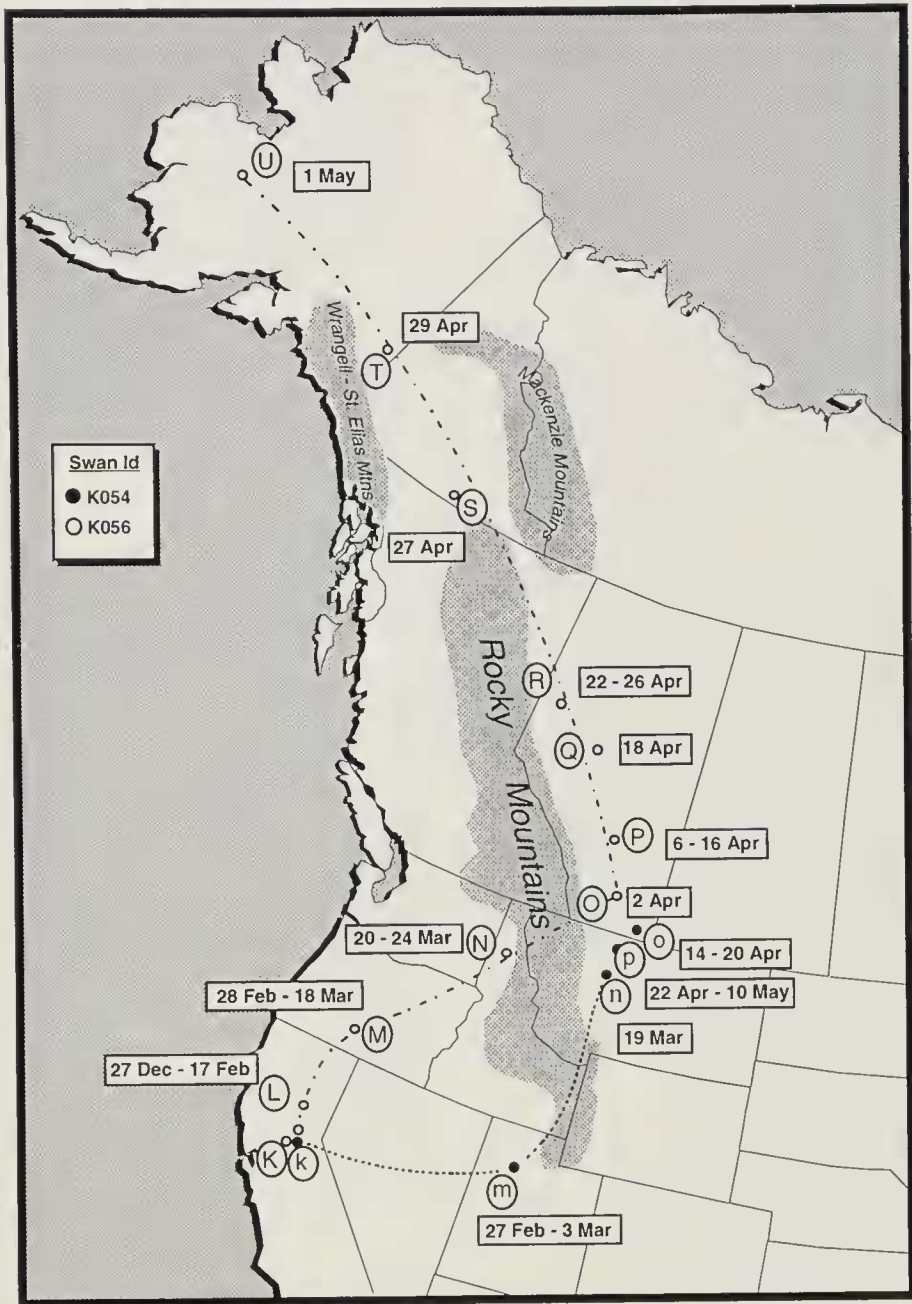 U
1 May
29 Apr
T
Wrangell - St. Elias Mtns
Mackenzie Mountains
Swan Id
K054
K056
S
27 Apr
Rocky Mountains
R
22 - 26 Apr
Q
18 Apr
P
6 - 16 Apr
O
2 Apr
20 - 24 Mar
N
o
14 - 20 Apr
p
28 Feb - 18 Mar
n
22 Apr - 10 May
M
19 Mar
27 Dec - 17 Feb
L
K
k
m
27 Feb - 3 Mar